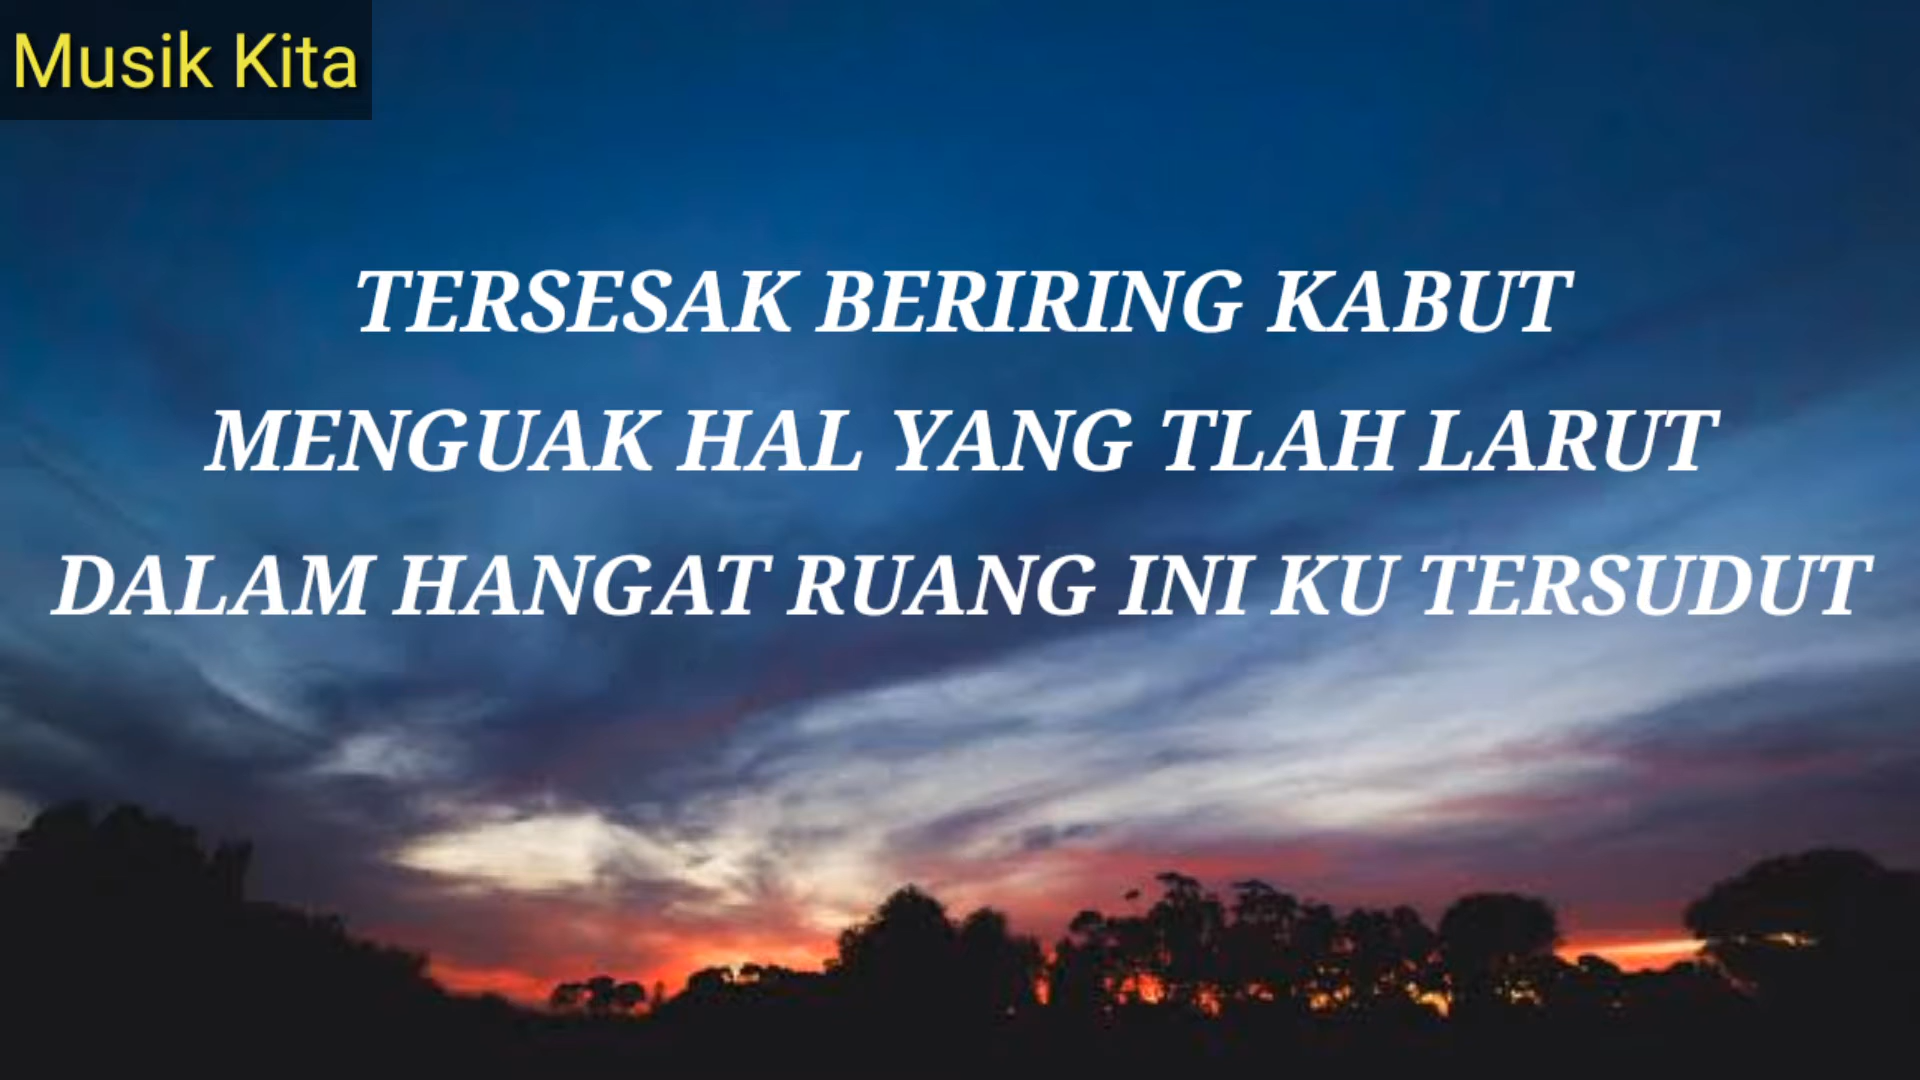 Musik Kita
TERSESAK BERIRING KABUT
MENGUAK HAL YANG TLAH LARUT
DALAM HANGAT RUANG INI KU TERSUDUT